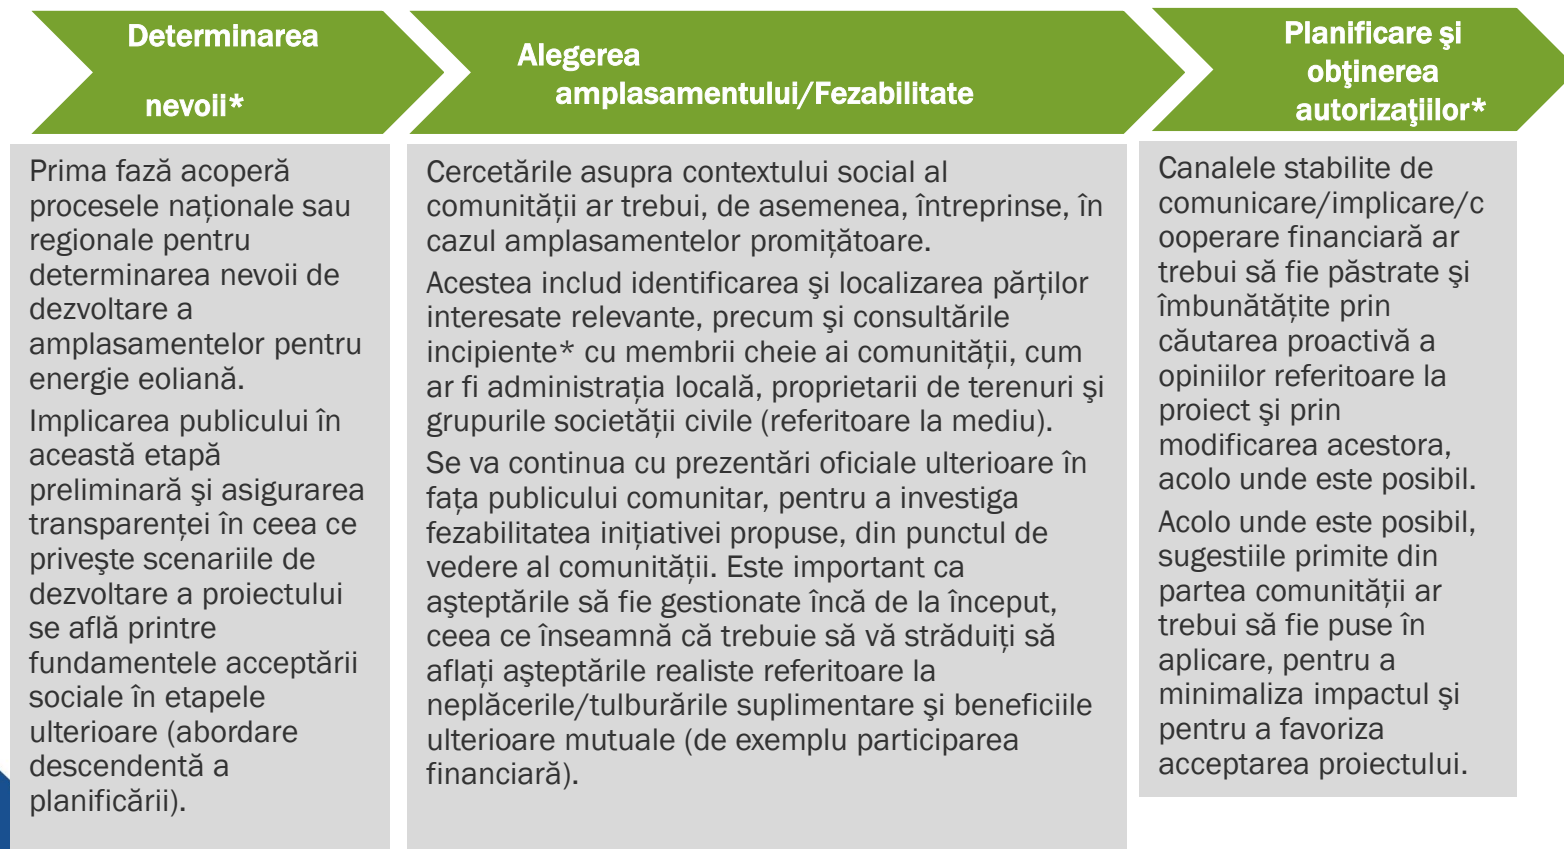 Determinarea
nevoii*
Prima fază acoperă
procesele naționale sau
regionale pentru
determinarea nevoii de
dezvoltare a
amplasamentelor pentru
energie eoliană.
Implicarea publicului în
această etapă
preliminară şi asigurarea
transparenței în ceea ce
priveşte scenariile de
dezvoltare a proiectului
se află printre
fundamentele acceptării
sociale în etapele
ulterioare (abordare
descendentă a
planificării).
Alegerea
amplasamentului/Fezabilitate
Cercetările asupra contextului social al
comunității ar trebui, de asemenea, întreprinse, în
cazul amplasamentelor promițătoare.
Acestea includ identificarea şi localizarea părților
interesate relevante, precum şi consultările
incipiente* cu membrii cheie ai comunității, cum
ar fi administrația locală, proprietarii de terenuri şi
grupurile societății civile (referitoare la mediu).
Se va continua cu prezentări oficiale ulterioare în
fața publicului comunitar, pentru a investiga
fezabilitatea inițiativei propuse, din punctul de
vedere al comunității. Este important ca
aşteptările să fie gestionate încă de la început,
ceea ce înseamnă că trebuie să vă străduiți să
aflați aşteptările realiste referitoare la
neplăcerile/tulburările suplimentare şi beneficiile
ulterioare mutuale (de exemplu participarea
financiară).
Planificare şi
obţinerea
autorizaţiilor*
Canalele stabilite de
comunicare/implicare/c
ooperare financiară ar
trebui să fie păstrate şi
îmbunătățite prin
căutarea proactivă a
opiniilor referitoare la
proiect şi prin
modificarea acestora,
acolo unde este posibil.
Acolo unde este posibil,
sugestiile primite din
partea comunității ar
trebui să fie puse în
aplicare, pentru a
minimaliza impactul şi
pentru a favoriza
acceptarea proiectului.